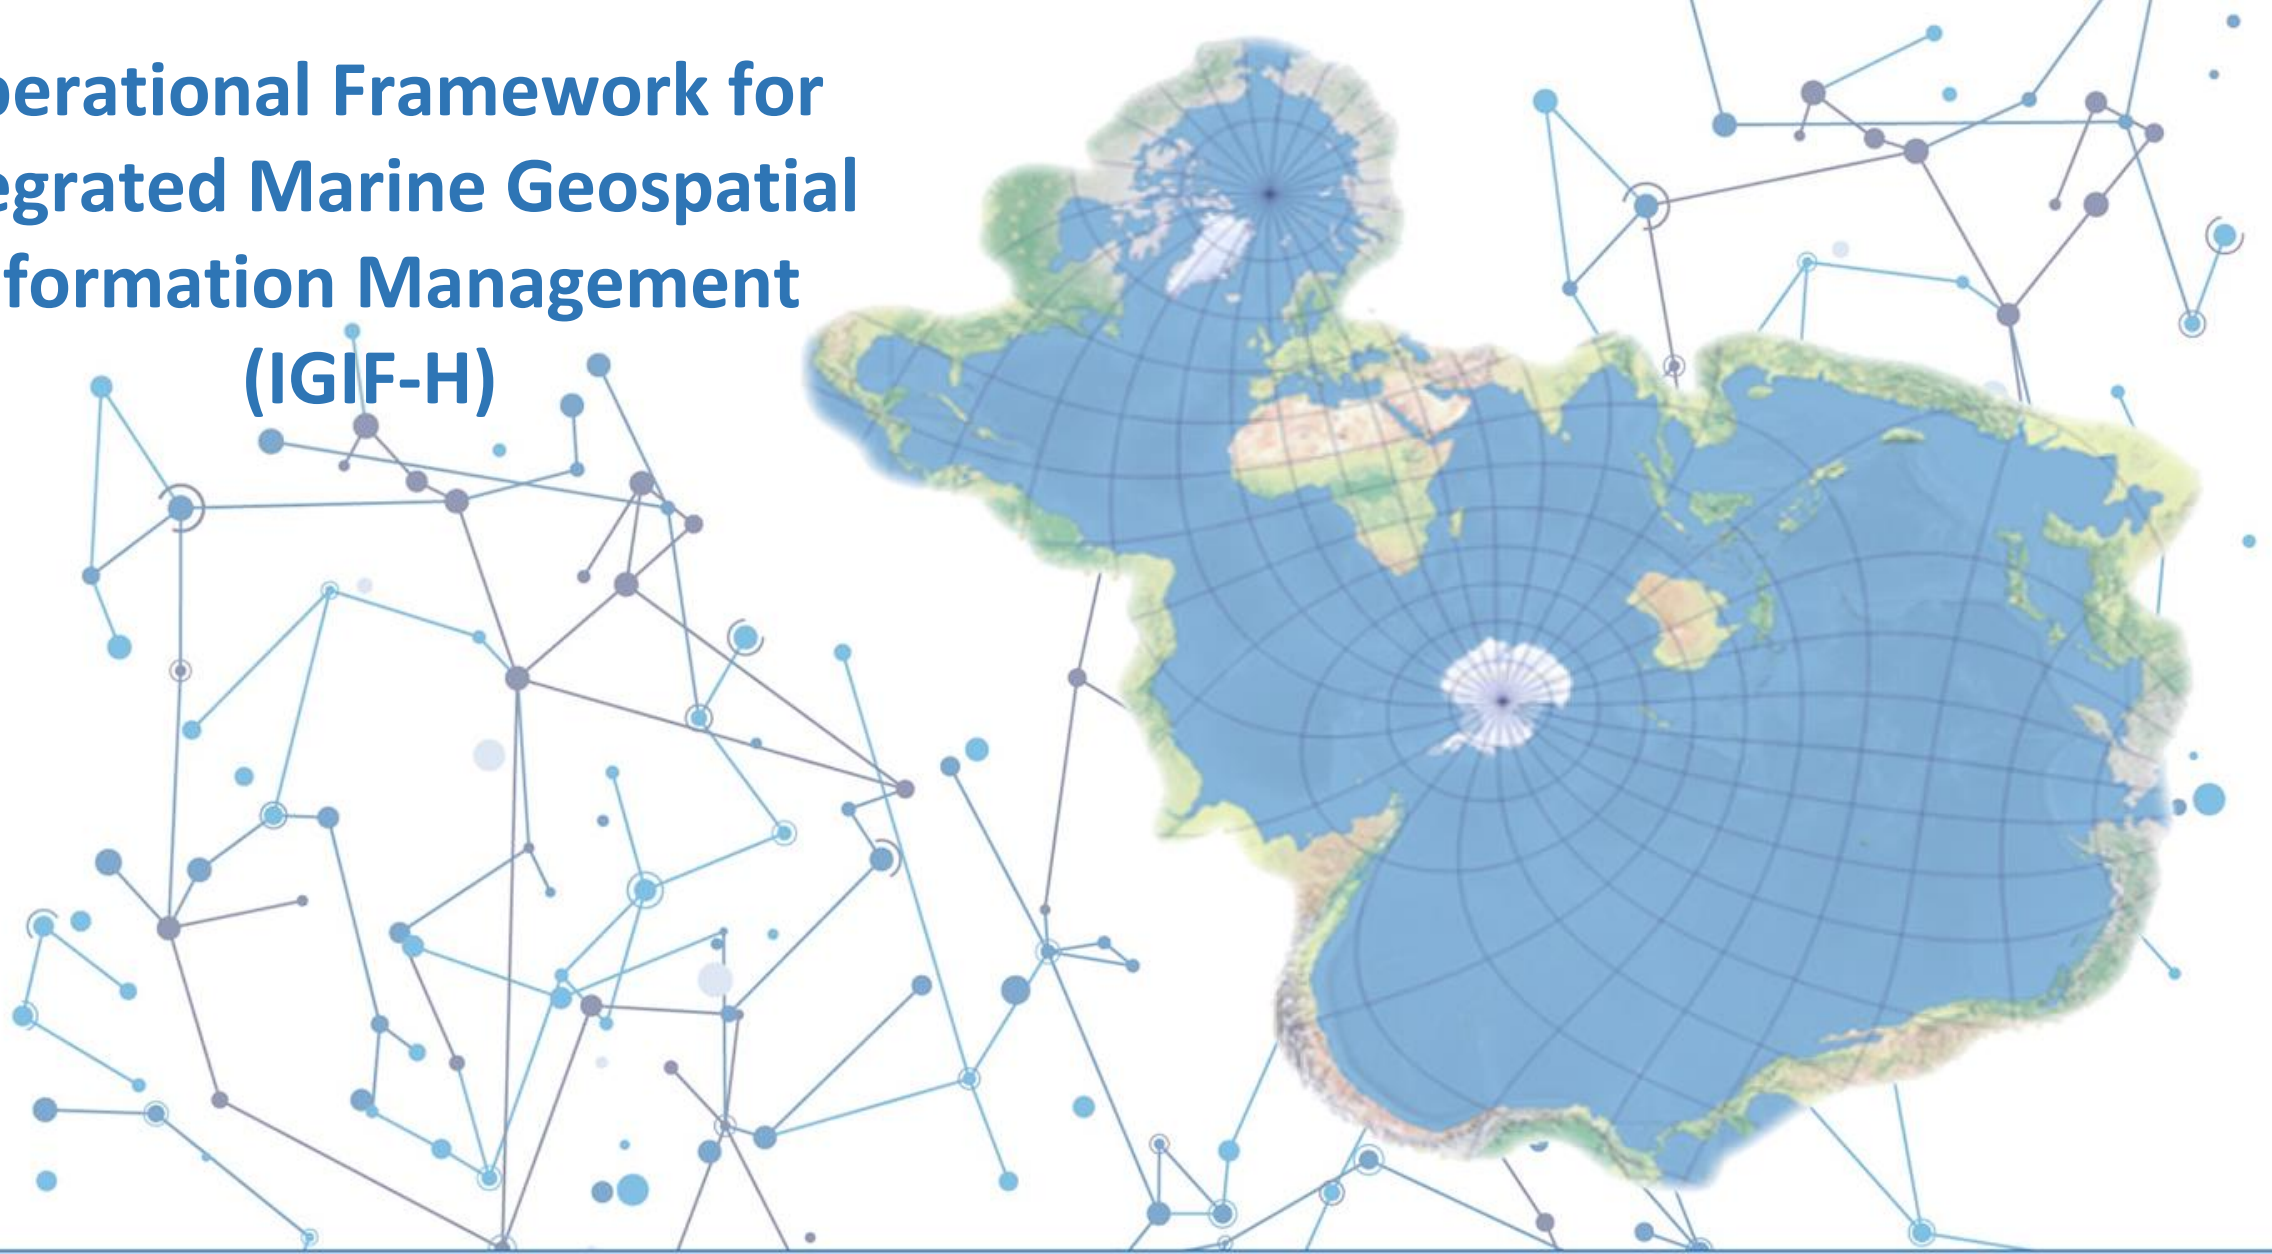 perational Framework for
egrated Marine Geospatial
formation Management
(IGIF-H)